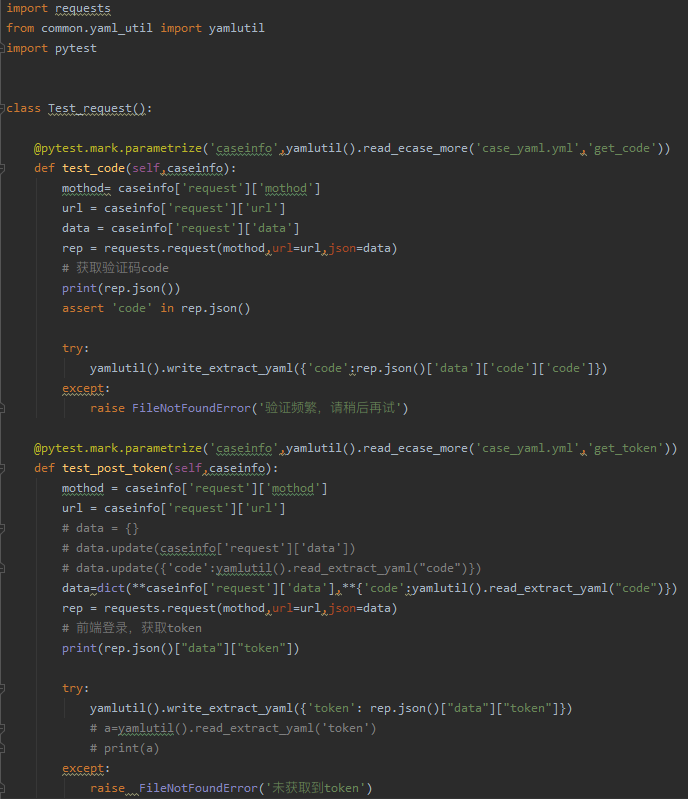 import requests
from common.yaml_util import yamlutil
import pytest
class Test_request():
@pytest.mark.parametrize('caseinfo',yamlutil().read_ecase_more('case_yaml.yml','get_code'))
def test_code(self,caseinfo):
mothod= caseinfo['request']['mothod']
url = caseinfo['request']['url']
data = caseinfo['request']['data']
rep = requests.request(mothod,url=url,json=data)
# 获取验证码code
print(rep.json())
assert 'code' in rep.json()
try:
yamlutil().write_extract_yaml({'code':rep.json()['data']['code']['code']})
except:
raise FileNotFoundError('验证频繁，请稍后再试')
@pytest.mark.parametrize('caseinfo',yamlutil().read_ecase_more('case_yaml.yml','get_token'))
def test_post_token(self,caseinfo):
mothod = caseinfo['request']['mothod']
url = caseinfo['request']['url']
# data = {}
# data.update(caseinfo['request']['data'])
# data.update({'code':yamlutil().read_extract_yaml("code")})
data=dict(**caseinfo['request']['data'],**{'code':yamlutil().read_extract_yaml("code")})
rep = requests.request(mothod,url=url,json=data)
# 前端登录，获取token
print(rep.json()["data"]["token"])
try:
yamlutil().write_extract_yaml({'token': rep.json()["data"]["token"]})
# a=yamlutil().read_extract_yaml('token')
# print(a)
except:
raise  FileNotFoundError('未获取到token')